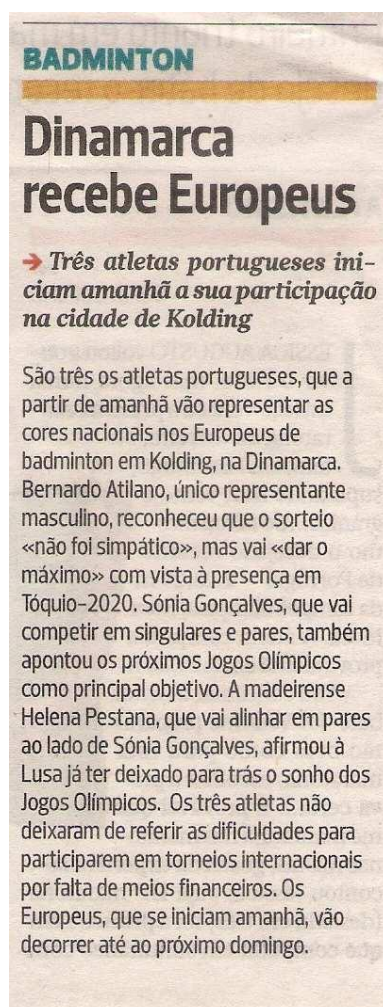 BADMINTON
Dinamarca
recebe Europeus
→ Três atletas portugueses ini-
ciam amanhã a sua participação
na cidade de Kolding
São três os atletas portugueses, que a
partir de amanhã vão representar as
cores nacionais nos Europeus de
badminton em Kolding, na Dinamarca.
Bernardo Atilano, único representante
masculino, reconheceu que o sorteio
«não foi simpático», mas vai «dar o
máximo» com vista à presença em
Tóquio-2020. Sónia Gonçalves, que vai
competir em singulares e pares, também
apontou os próximos Jogos Olímpicos
como principal objetivo. A madeirense
Helena Pestana, que vai alinhar em pares
ao lado de Sónia Gonçalves, afirmou à
Lusa já ter deixado para trás o sonho dos
Jogos Olímpicos. Os três atletas não
deixaram de referir as dificuldades para
participarem em torneios internacionais
por falta de meios financeiros. Os
Europeus, que se iniciam amanhã, vão
decorrer até ao próximo domingo.